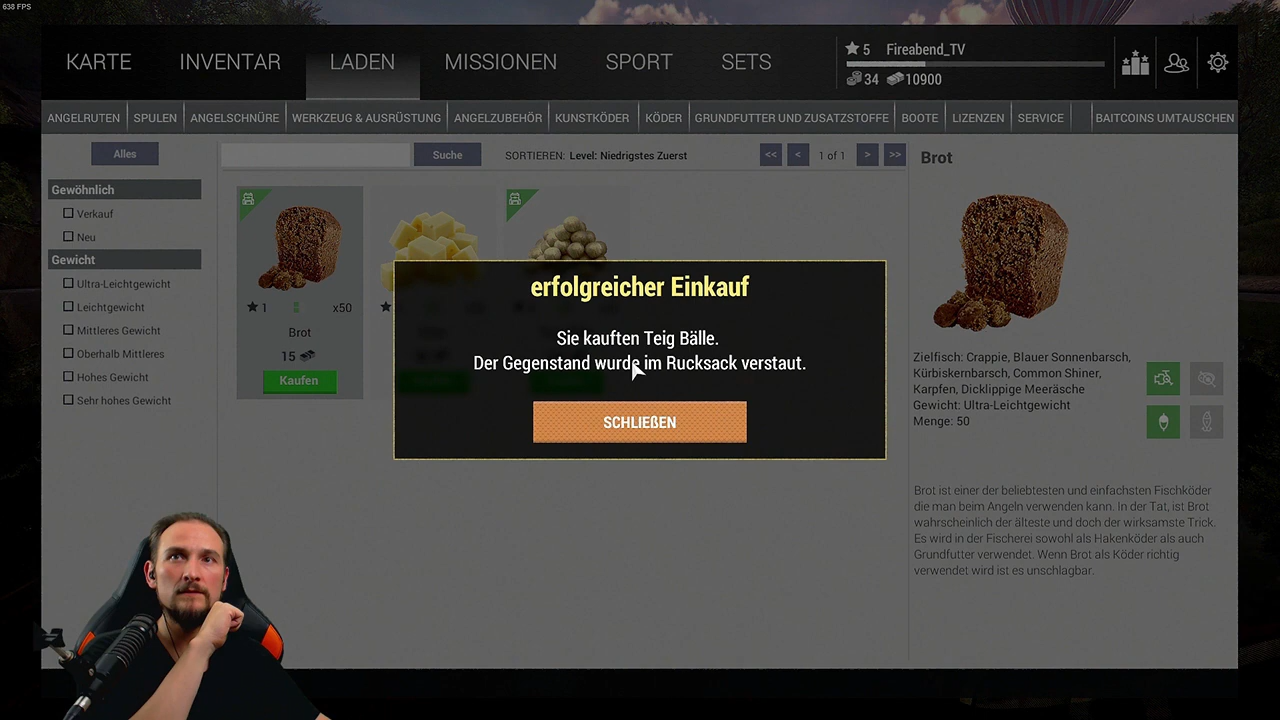 638 FPS
KARTE
INVENTAR
LADEN
MISSIONEN
SPORT
SETS
5 Fireabend_TV
34 10900
ANGELRUTEN
SPULEN
ANGELSCHNÜRE
WERKZEUG & AUSRÜSTUNG
ANGELZUBEHÖR
KUNSTKÖDER
KÖDER
GRUNDFUTTER UND ZUSATZSTOFFE
BOOTE
LIZENZEN
SERVICE
BAITCOINS UMTAUSCHEN
Alles
Suche
SORTIEREN: Level: Niedrigstes Zuerst
<< < 1 of 1 > >>
Gewöhnlich
Verkauf
Neu
Gewicht
Ultra-Leichtgewicht
Leichtgewicht
Mittleres Gewicht
Oberhalb Mittleres
Hohes Gewicht
Sehr hohes Gewicht
1 x50
Brot
15
Kaufen
erfolgreicher Einkauf
Sie kauften Teig Bälle.
Der Gegenstand wurde im Rucksack verstaut.
SCHLIEßEN
Brot
Zielfisch: Crappie, Blauer Sonnenbarsch,
Kürbiskernbarsch, Common Shiner,
Karpfen, Dicklippige Meeräsche
Gewicht: Ultra-Leichtgewicht
Menge: 50
Brot ist einer der beliebtesten und einfachsten Fischköder
die man beim Angeln verwenden kann. In der Tat, ist Brot
wahrscheinlich der älteste und doch der wirksamste Trick.
Es wird in der Fischerei sowohl als Hakenköder als auch
Grundfutter verwendet. Wenn Brot als Köder richtig
verwendet wird ist es unschlagbar.